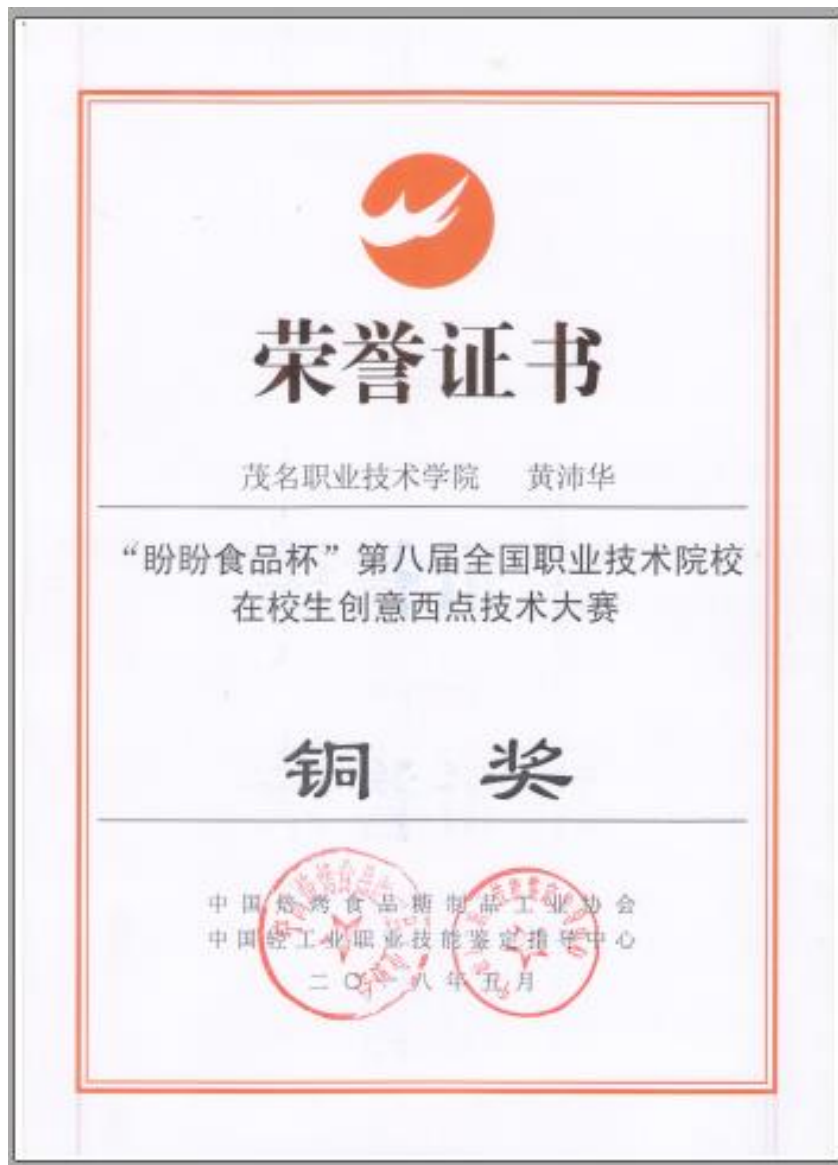 荣誉证书
茂名职业技术学院 黄沛华
“盼盼食品杯”第八届全国职业技术院校
在校生创意西点技术大赛
铜 奖
中国焙烤食品糖制品工业协会
中国轻工业职业技能鉴定指导中心
二〇一八年五月